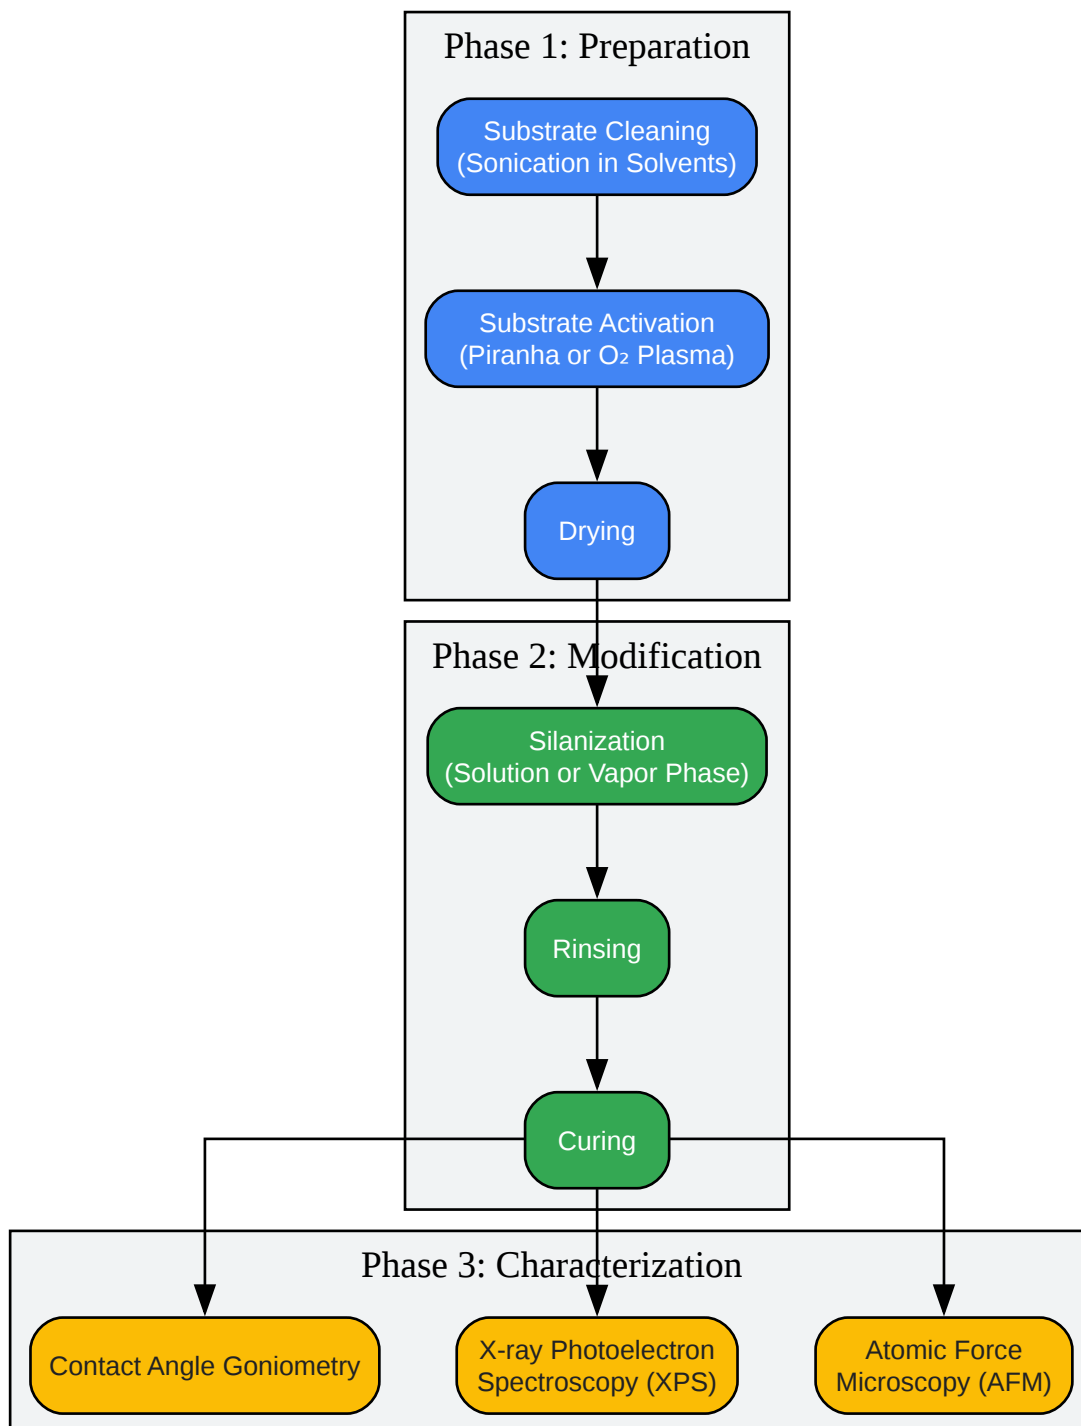 Phase 1: Preparation
Substrate Cleaning
(Sonication in Solvents)
Substrate Activation
(Piranha or O₂ Plasma)
Drying
Phase 2: Modification
Silanization
(Solution or Vapor Phase)
Rinsing
Curing
Phase 3: Characterization
Contact Angle Goniometry
X-ray Photoelectron
Spectroscopy (XPS)
Atomic Force
Microscopy (AFM)